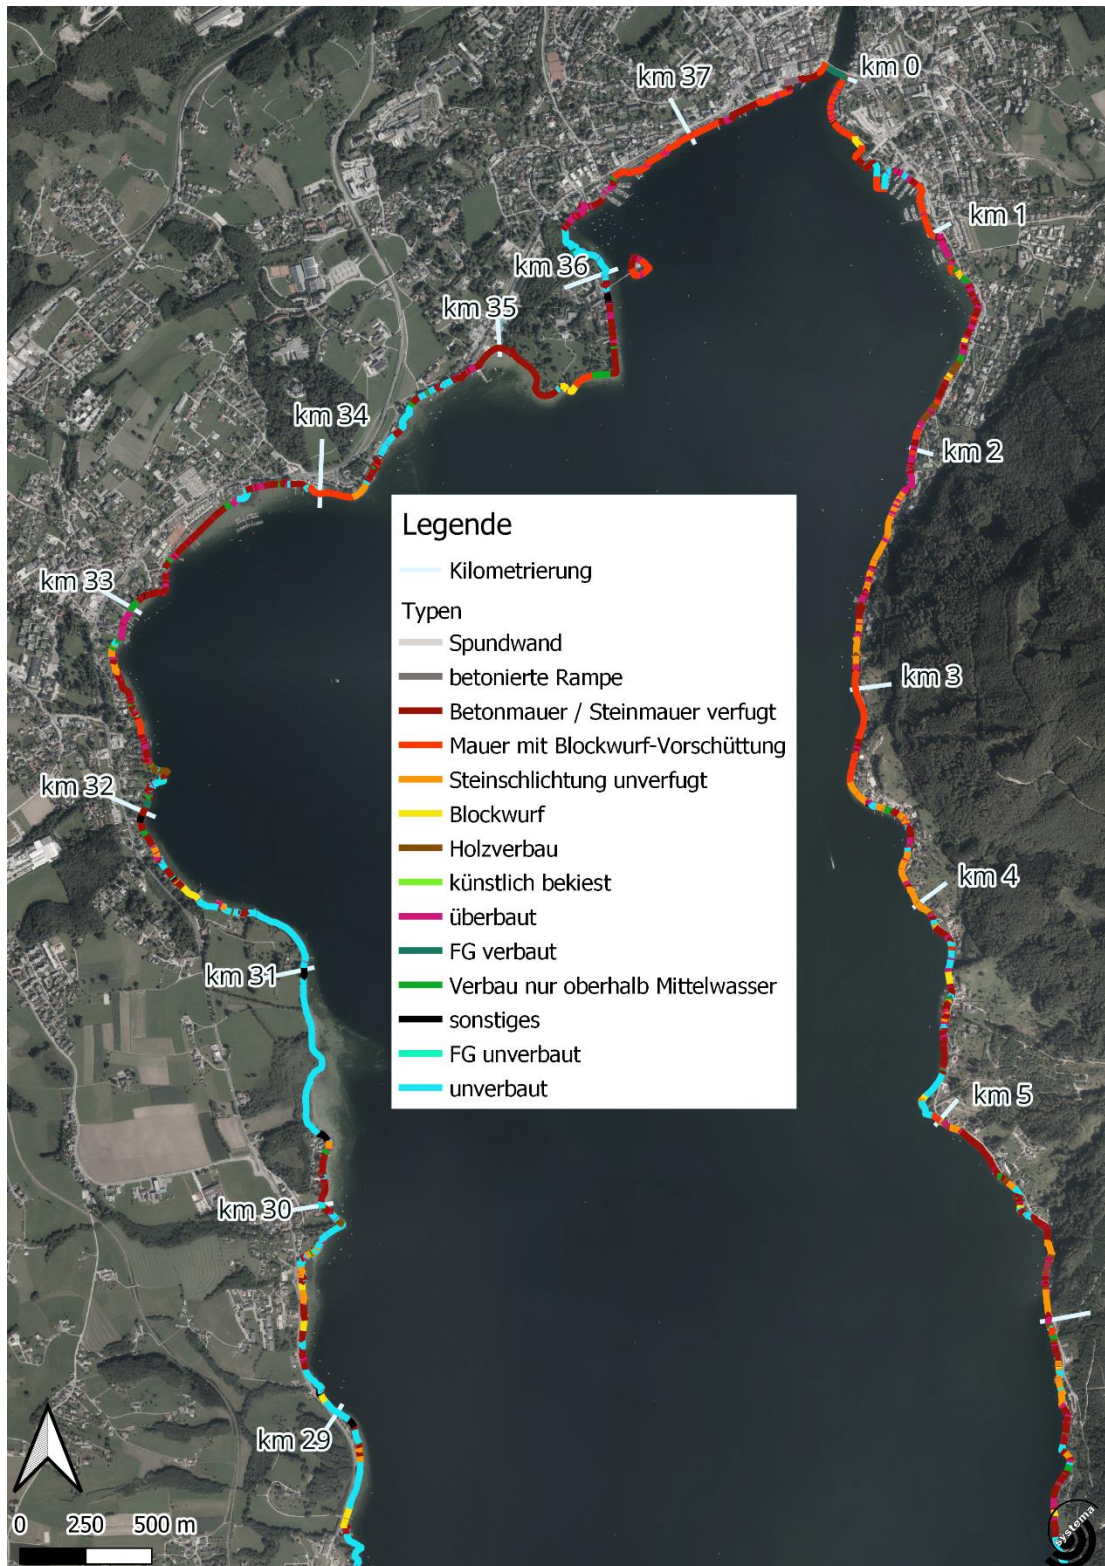 km 37
km 0
km 1
km 36
km 35
km 34
km 2
Legende
Kilometrierung
Typen
Spundwand
betonierte Rampe
Betonmauer / Steinmauer verfugt
Mauer mit Blockwurf-Vorschüttung
Steinschlichtung unverfugt
Blockwurf
Holzverbau
künstlich bekiest
überbaut
FG verbaut
Verbau nur oberhalb Mittelwasser
sonstiges
FG unverbaut
unverbaut
km 33
km 3
km 32
km 4
km 31
km 5
km 30
km 29
0 250 500 m
systema